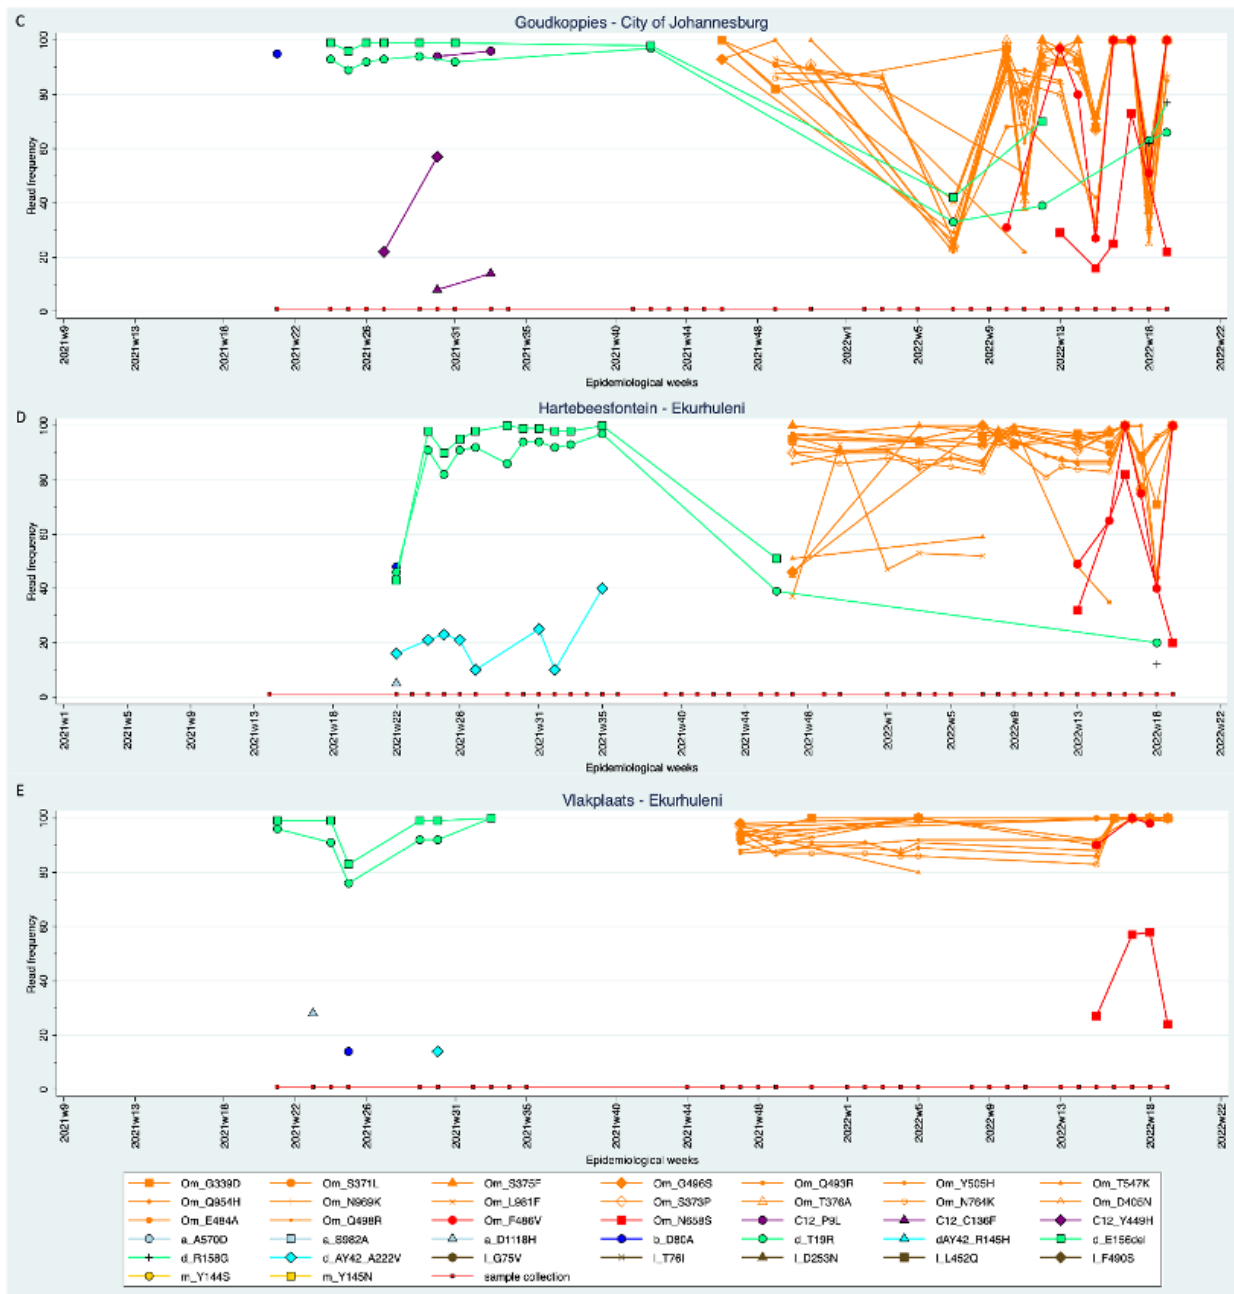 C
Goudkoppies - City of Johannesburg
Read frequency
100
80
60
40
20
0
2021w9 2021w13 2021w18 2021w22 2021w26 2021w31 2021w35 2021w40 2021w44 2021w48 2022w1 2022w5 2022w9 2022w13 2022w18 2022w22
Epidemiological weeks
D
Hartebeesfontein - Ekurhuleni
Read frequency
100
80
60
40
20
0
2021w1 2021w5 2021w9 2021w13 2021w18 2021w22 2021w26 2021w31 2021w35 2021w40 2021w44 2021w48 2022w1 2022w5 2022w9 2022w13 2022w18 2022w22
Epidemiological weeks
E
Vlakplaats - Ekurhuleni
Read frequency
100
80
60
40
20
0
2021w9 2021w13 2021w18 2021w22 2021w26 2021w31 2021w35 2021w40 2021w44 2021w48 2022w1 2022w5 2022w9 2022w13 2022w18 2022w22
Epidemiological weeks
Om_G339D Om_S371L Om_S375F Om_G496S Om_Q493R Om_Y505H Om_T547K
Om_Q954H Om_N969K Om_L981F Om_S373P Om_T376A Om_N764K Om_D405N
Om_E484A Om_Q498R Om_F486V Om_N658S C12_P9L C12_C136F C12_Y449H
a_A570D a_S982A a_D1118H b_D80A d_T19R dAY42_R145H d_E156del
d_R158G d_AY42_A222V l_G75V l_T76I l_D253N l_L452Q l_F490S
m_Y144S m_Y145N sample collection